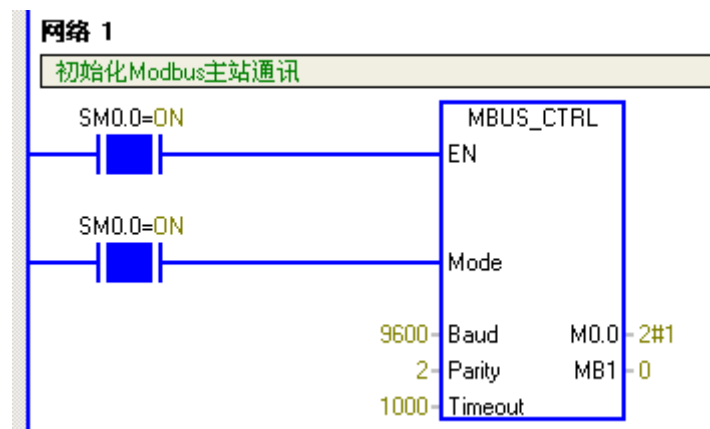 网络 1
初始化Modbus主站通讯
SM0.0=ON
MBUS_CTRL
EN
SM0.0=ON
Mode
9600 Baud M0.0 2#1
2 Parity MB1 0
1000 Timeout